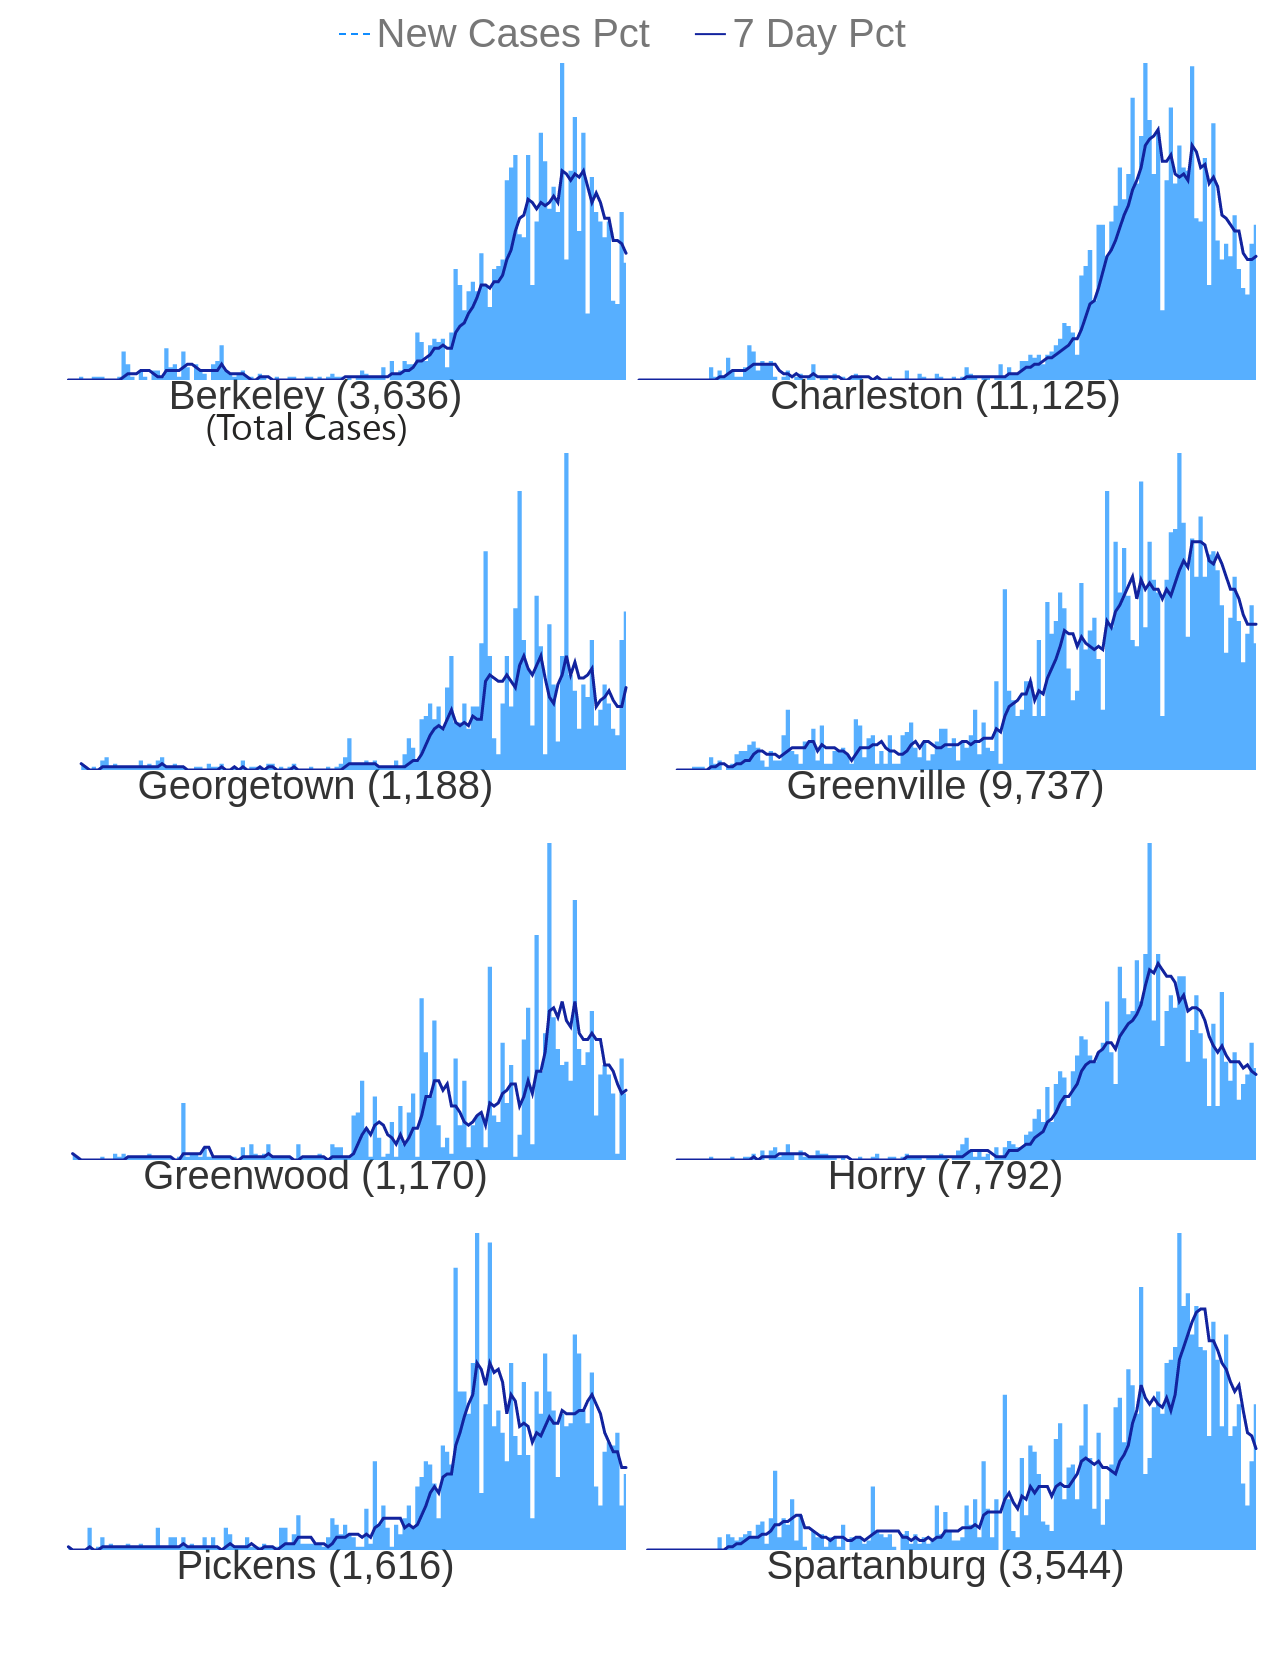 New Cases Pct 7 Day Pct
Berkeley (3,636) Charleston (11,125)
(Total Cases)
Georgetown (1,188) Greenville (9,737)
Greenwood (1,170) Horry (7,792)
Pickens (1,616) Spartanburg (3,544)